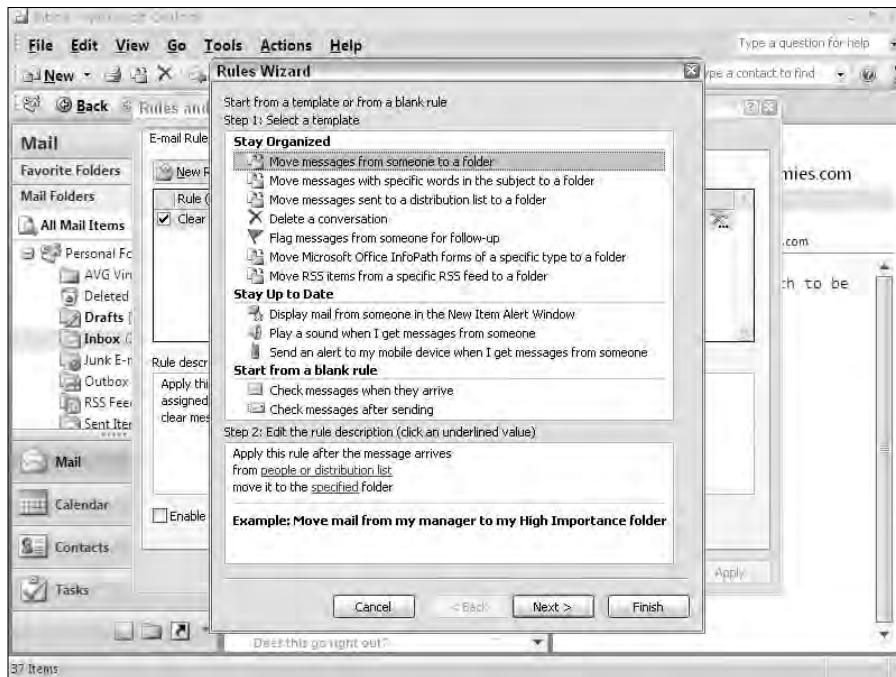 File Edit View Go Tools Actions Help
Type a question for help
New
Type a contact to find
Back
Rules and
Mail
Favorite Folders
Mail Folders
All Mail Items
Personal Fo
AVG Viru
Deleted
Drafts [
Inbox (
Junk E-m
Outbox
RSS Fee
Sent Iter
Mail
Calendar
Contacts
Tasks
37 Items
E-mail Rule
New R
Rule (
Clear
Rule descr
Apply thi
assigned
clear mes
Enable
Rules Wizard
Start from a template or from a blank rule
Step 1: Select a template
Stay Organized
Move messages from someone to a folder
Move messages with specific words in the subject to a folder
Move messages sent to a distribution list to a folder
Delete a conversation
Flag messages from someone for follow-up
Move Microsoft Office InfoPath forms of a specific type to a folder
Move RSS items from a specific RSS feed to a folder
Stay Up to Date
Display mail from someone in the New Item Alert Window
Play a sound when I get messages from someone
Send an alert to my mobile device when I get messages from someone
Start from a blank rule
Check messages when they arrive
Check messages after sending
Step 2: Edit the rule description (click an underlined value)
Apply this rule after the message arrives
from people or distribution list
move it to the specified folder
Example: Move mail from my manager to my High Importance folder
Cancel < Back Next > Finish
Apply
Does this go right out?
mies.com
.com
ch to be